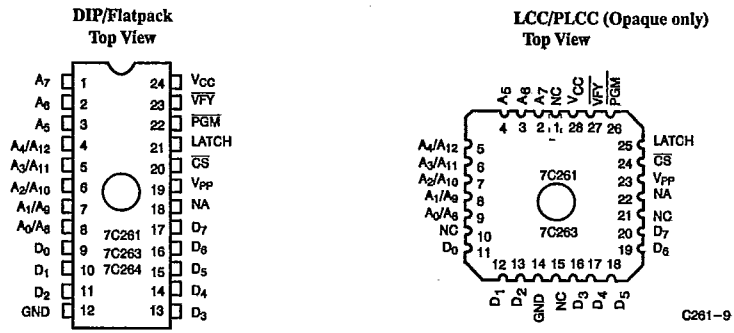 DIP/Flatpack
Top View
A7 1 24 VCC
A6 2 23 VFY
A5 3 22 PGM
A4/A12 4 21 LATCH
A3/A11 5 20 CS
A2/A10 6 19 VPP
A1/A9 7 18 NA
A0/A8 8 17 D7
7C261
D0 9 16 D6
7C263
D1 10 15 D5
7C264
D2 11 14 D4
GND 12 13 D3
LCC/PLCC (Opaque only)
Top View
A5 A6 A7 NC VCC VFY PGM
4 3 2 1 28 27 26
A4/A12 5 25 LATCH
A3/A11 6 24 CS
A2/A10 7 23 VPP
A1/A9 8 22 NA
A0/A8 9 21 NC
NC 10 20 D7
D0 11 19 D6
7C261
7C263
12 13 14 15 16 17 18
D1 D2 GND NC D3 D4 D5
C261-9